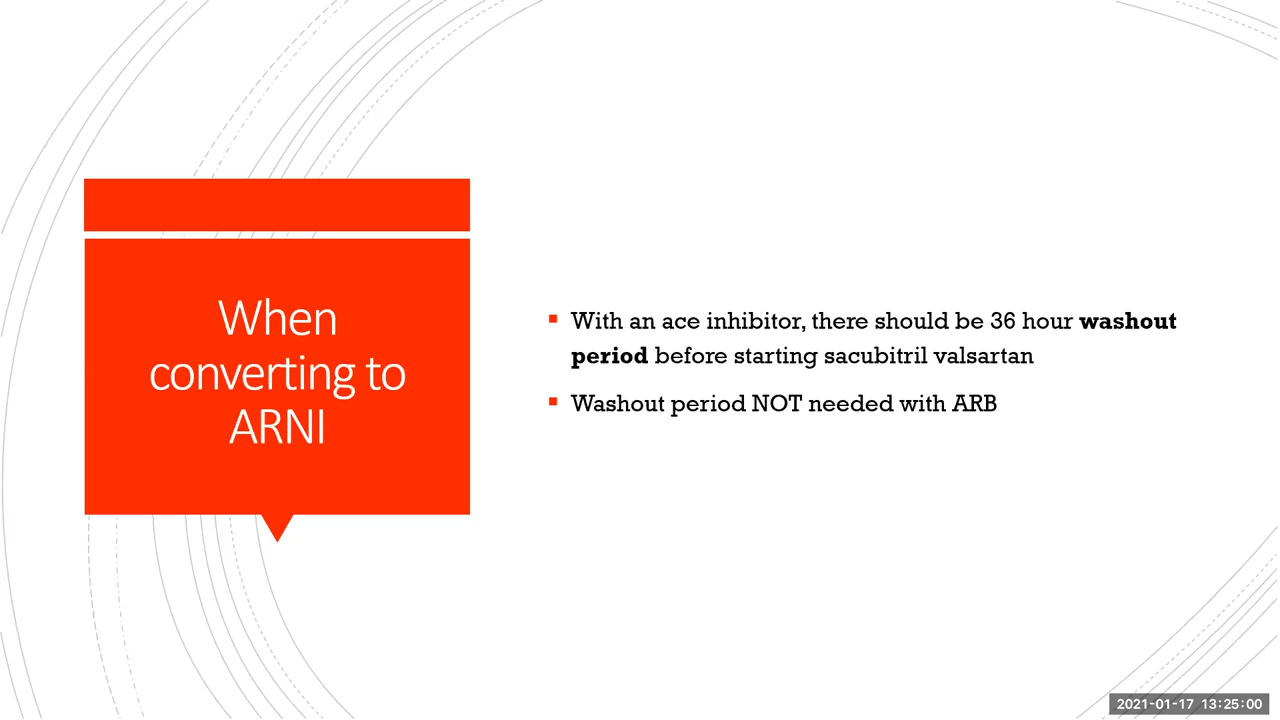 When
converting to
ARNI
With an ace inhibitor, there should be 36 hour washout
period before starting sacubitril valsartan
Washout period NOT needed with ARB
2021-01-17 13:25:00